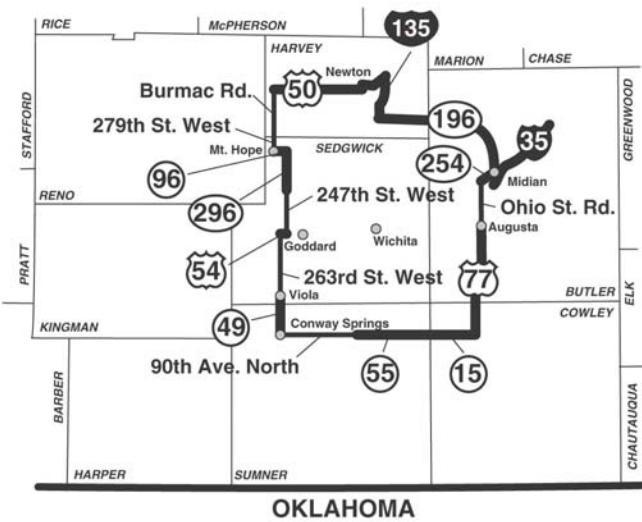 RICE
McPHERSON
135
HARVEY
MARION
CHASE
Newton
Burmac Rd.
50
GREENWOOD
STAFFORD
279th St. West
196
35
SEDGWICK
Mt. Hope
254
96
Midian
RENO
247th St. West
Ohio St. Rd.
296
Augusta
Goddard
Wichita
54
PRATT
263rd St. West
77
Viola
BUTLER
ELK
COWLEY
KINGMAN
49
Conway Springs
90th Ave. North
55
15
BARBER
CHAUTAUQUA
HARPER
SUMNER
OKLAHOMA